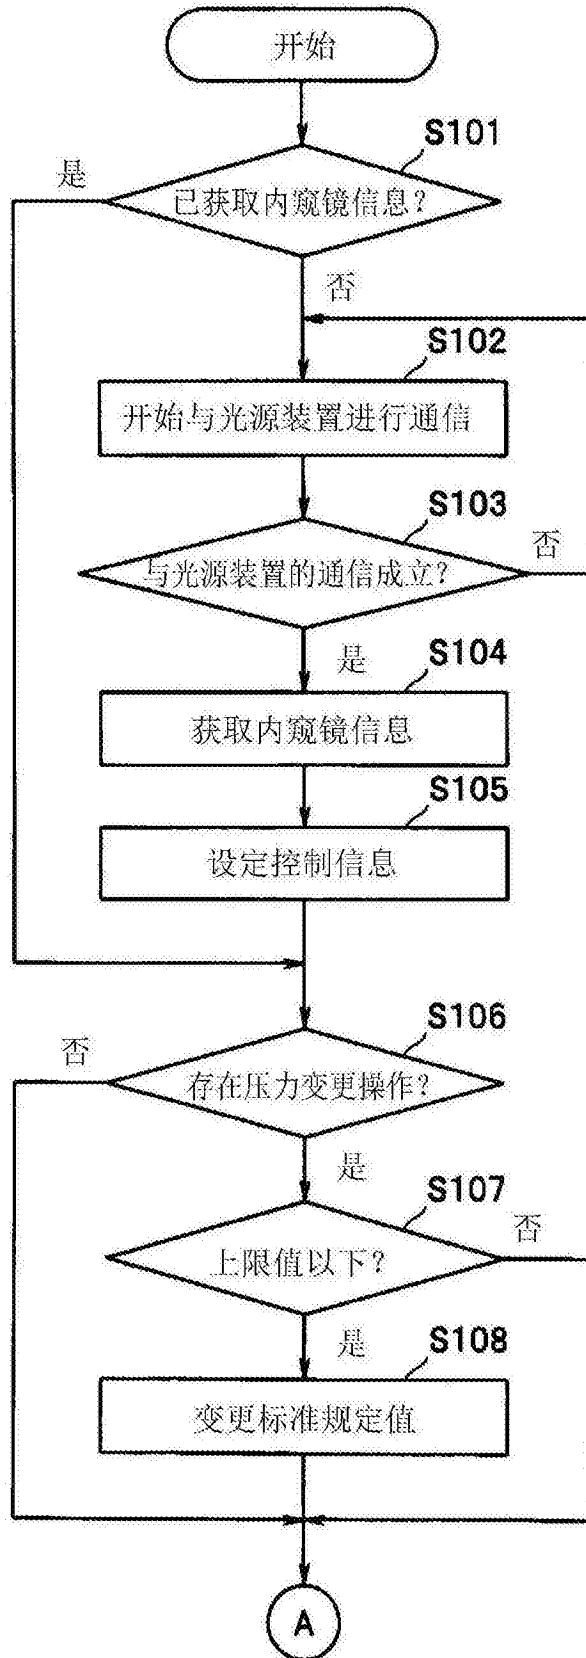 开始
S101
是
已获取内窥镜信息？
否
S102
开始与光源装置进行通信
S103
否
与光源装置的通信成立？
是
S104
获取内窥镜信息
S105
设定控制信息
S106
否
存在压力变更操作？
是
S107
否
上限值以下？
是
S108
变更标准规定值
A